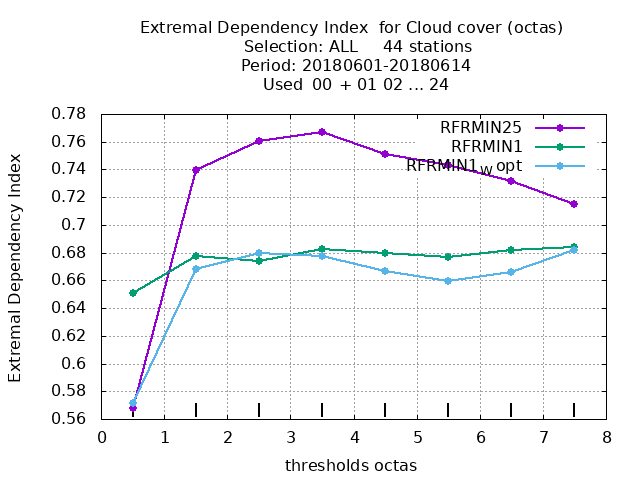 Extremal Dependency Index  for Cloud cover (octas)
Selection: ALL     44 stations
Period: 20180601-20180614
Used  00 + 01 02 ... 24
Extremal Dependency Index
0.78
0.76
0.74
0.72
0.7
0.68
0.66
0.64
0.62
0.6
0.58
0.56
RFRMIN25
RFRMIN1
RFRMIN1w opt
0 1 2 3 4 5 6 7 8
thresholds octas